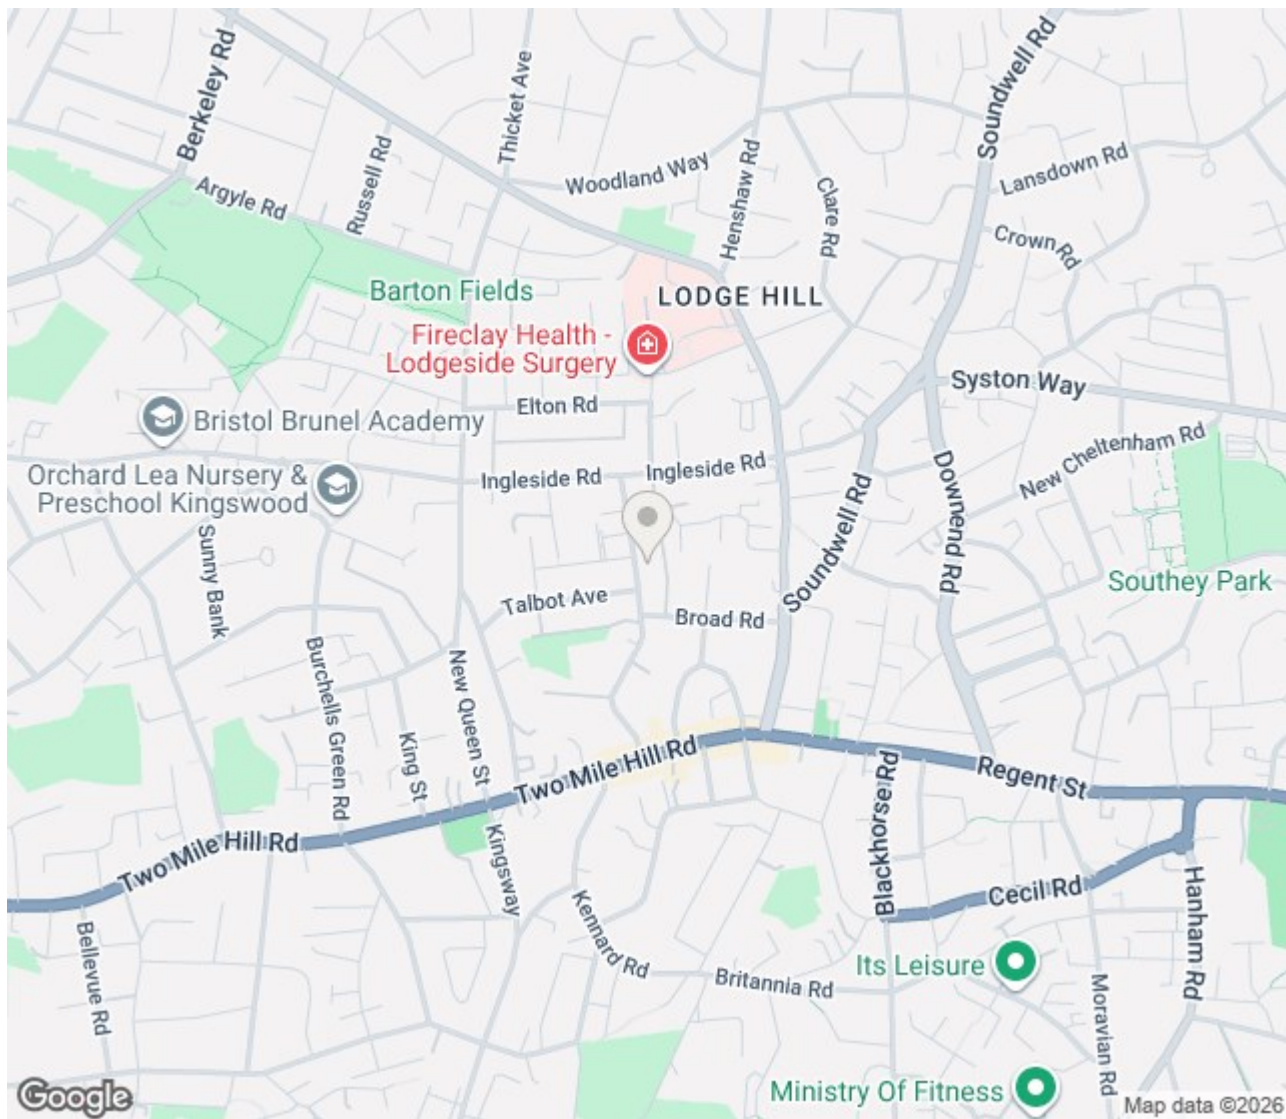 Berkeley Rd
Thicket Ave
Soundwell Rd
Russell Rd
Woodland Way
Henshaw Rd
Clare Rd
Lansdown Rd
Argyle Rd
Crown Rd
Barton Fields
LODGE HILL
Fireclay Health -
Lodgeside Surgery
Syston Way
Elton Rd
Bristol Brunel Academy
New Cheltenham Rd
Orchard Lea Nursery &
Preschool Kingswood
Ingleside Rd
Ingleside Rd
Downend Rd
Soundwell Rd
Sunny Bank
Southey Park
Talbot Ave
Broad Rd
Burchells Green Rd
New Queen St
King St
Two Mile Hill Rd
Regent St
Blackhorse Rd
Two Mile Hill Rd
Kingsway
Cecil Rd
Hanham Rd
Kennard Rd
Bellevue Rd
Its Leisure
Britannia Rd
Moravian Rd
Ministry Of Fitness
Google
Map data ©2026